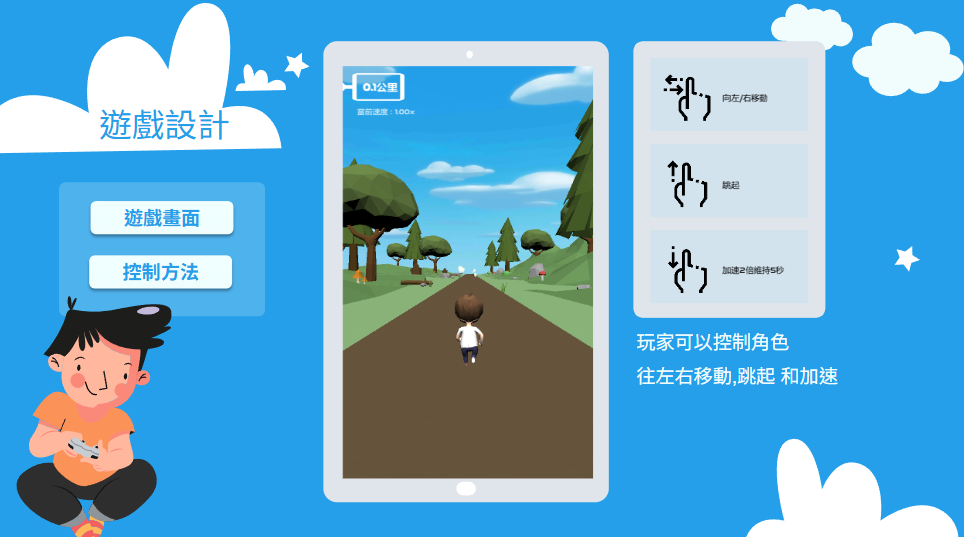 遊戲設計
遊戲畫面
控制方法
0.1公里
當前速度：1.00x
向左/右移動
跳起
加速2倍維持5秒
玩家可以控制角色
往左右移動,跳起 和加速